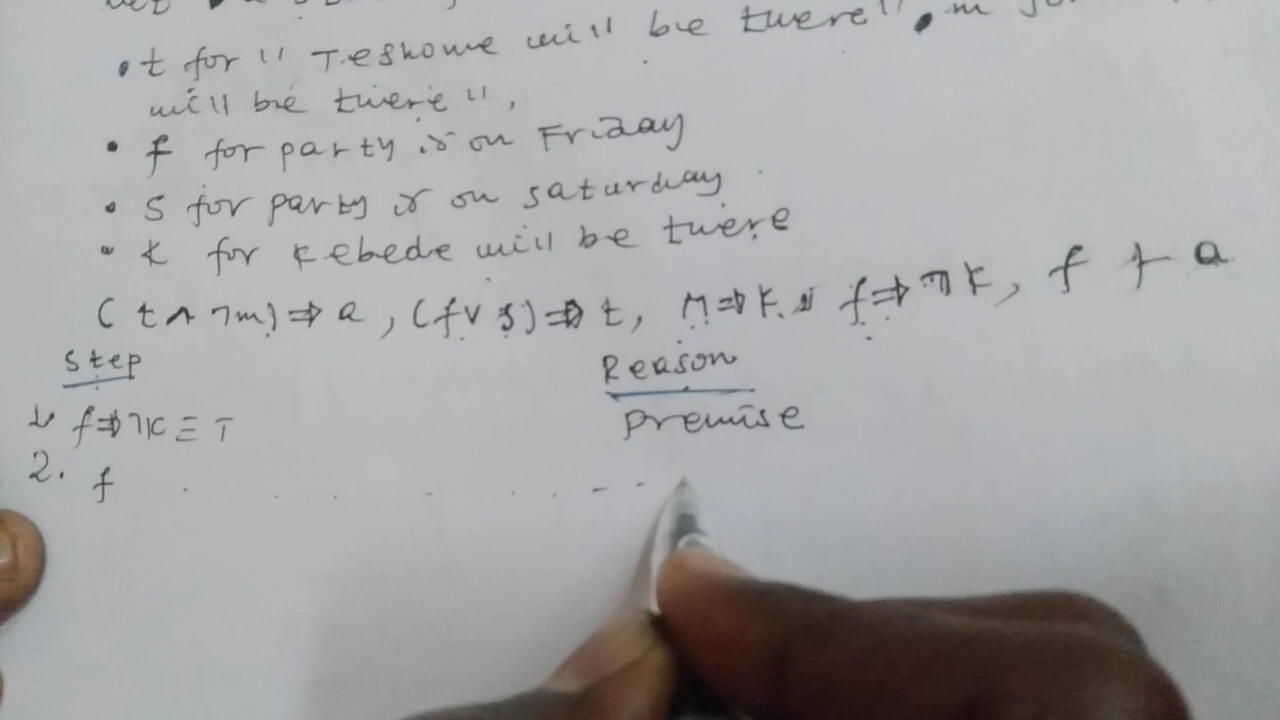 • t for " Teshome will be there", • m
will be there",
• f for party is on Friday
• S for party is on saturday
• K for Kebede will be there
(t ∧ ¬m) ⇒ a, (f ∨ s) ⇒ t, m ⇒ k, f ⇒ ¬k, f ⊢ a
Step Reason
1. f ⇒ ¬k ≡ T Premise
2. f . . . . . - -